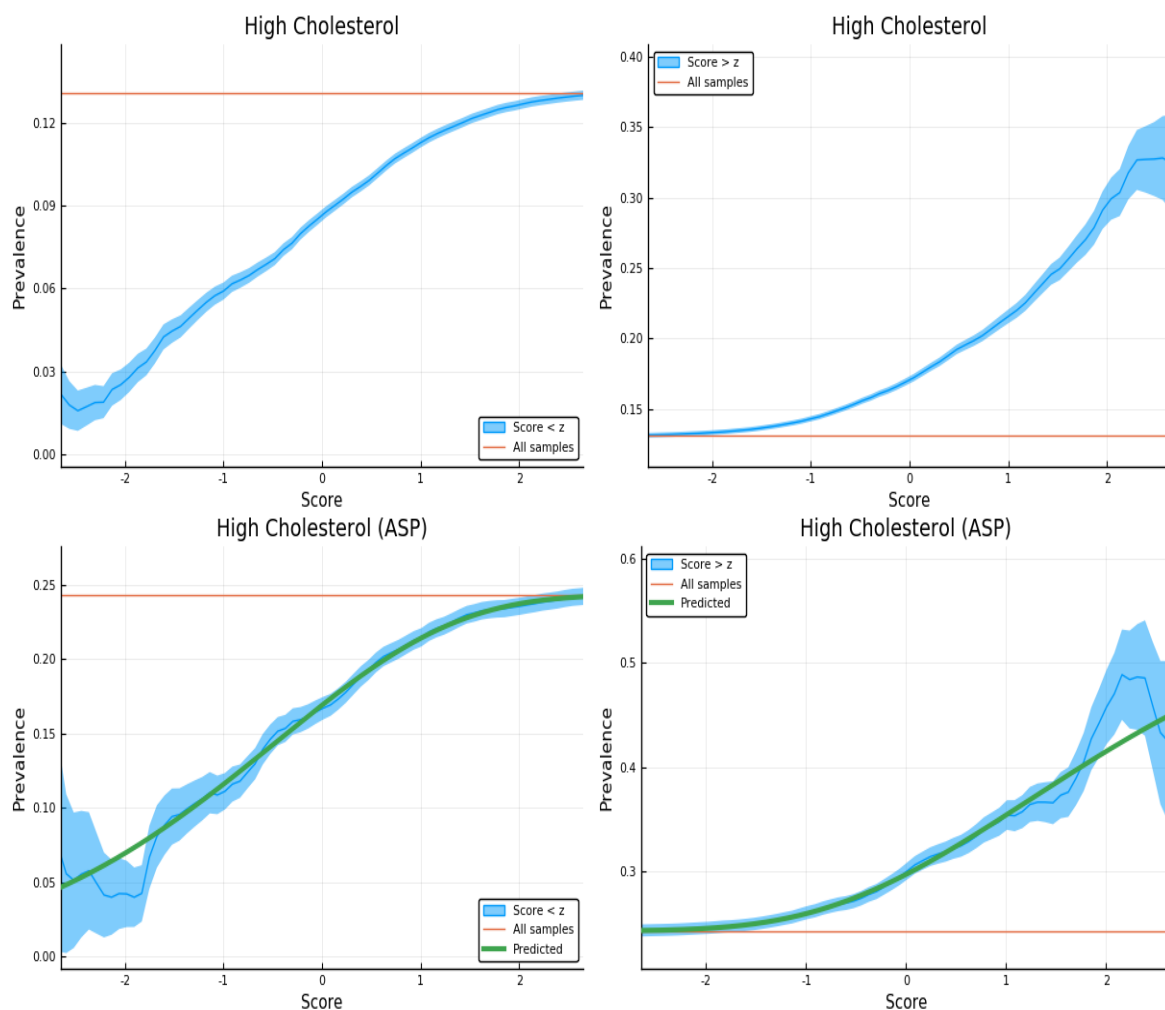 High Cholesterol
Prevalence
0.12
0.09
0.06
0.03
0.00
-2
-1
0
1
2
Score
Score < z
All samples
High Cholesterol
Prevalence
0.40
0.35
0.30
0.25
0.20
0.15
-2
-1
0
1
2
Score
Score > z
All samples
High Cholesterol (ASP)
Prevalence
0.25
0.20
0.15
0.10
0.05
0.00
-2
-1
0
1
2
Score
Score < z
All samples
Predicted
High Cholesterol (ASP)
Prevalence
0.6
0.5
0.4
0.3
-2
-1
0
1
2
Score
Score > z
All samples
Predicted